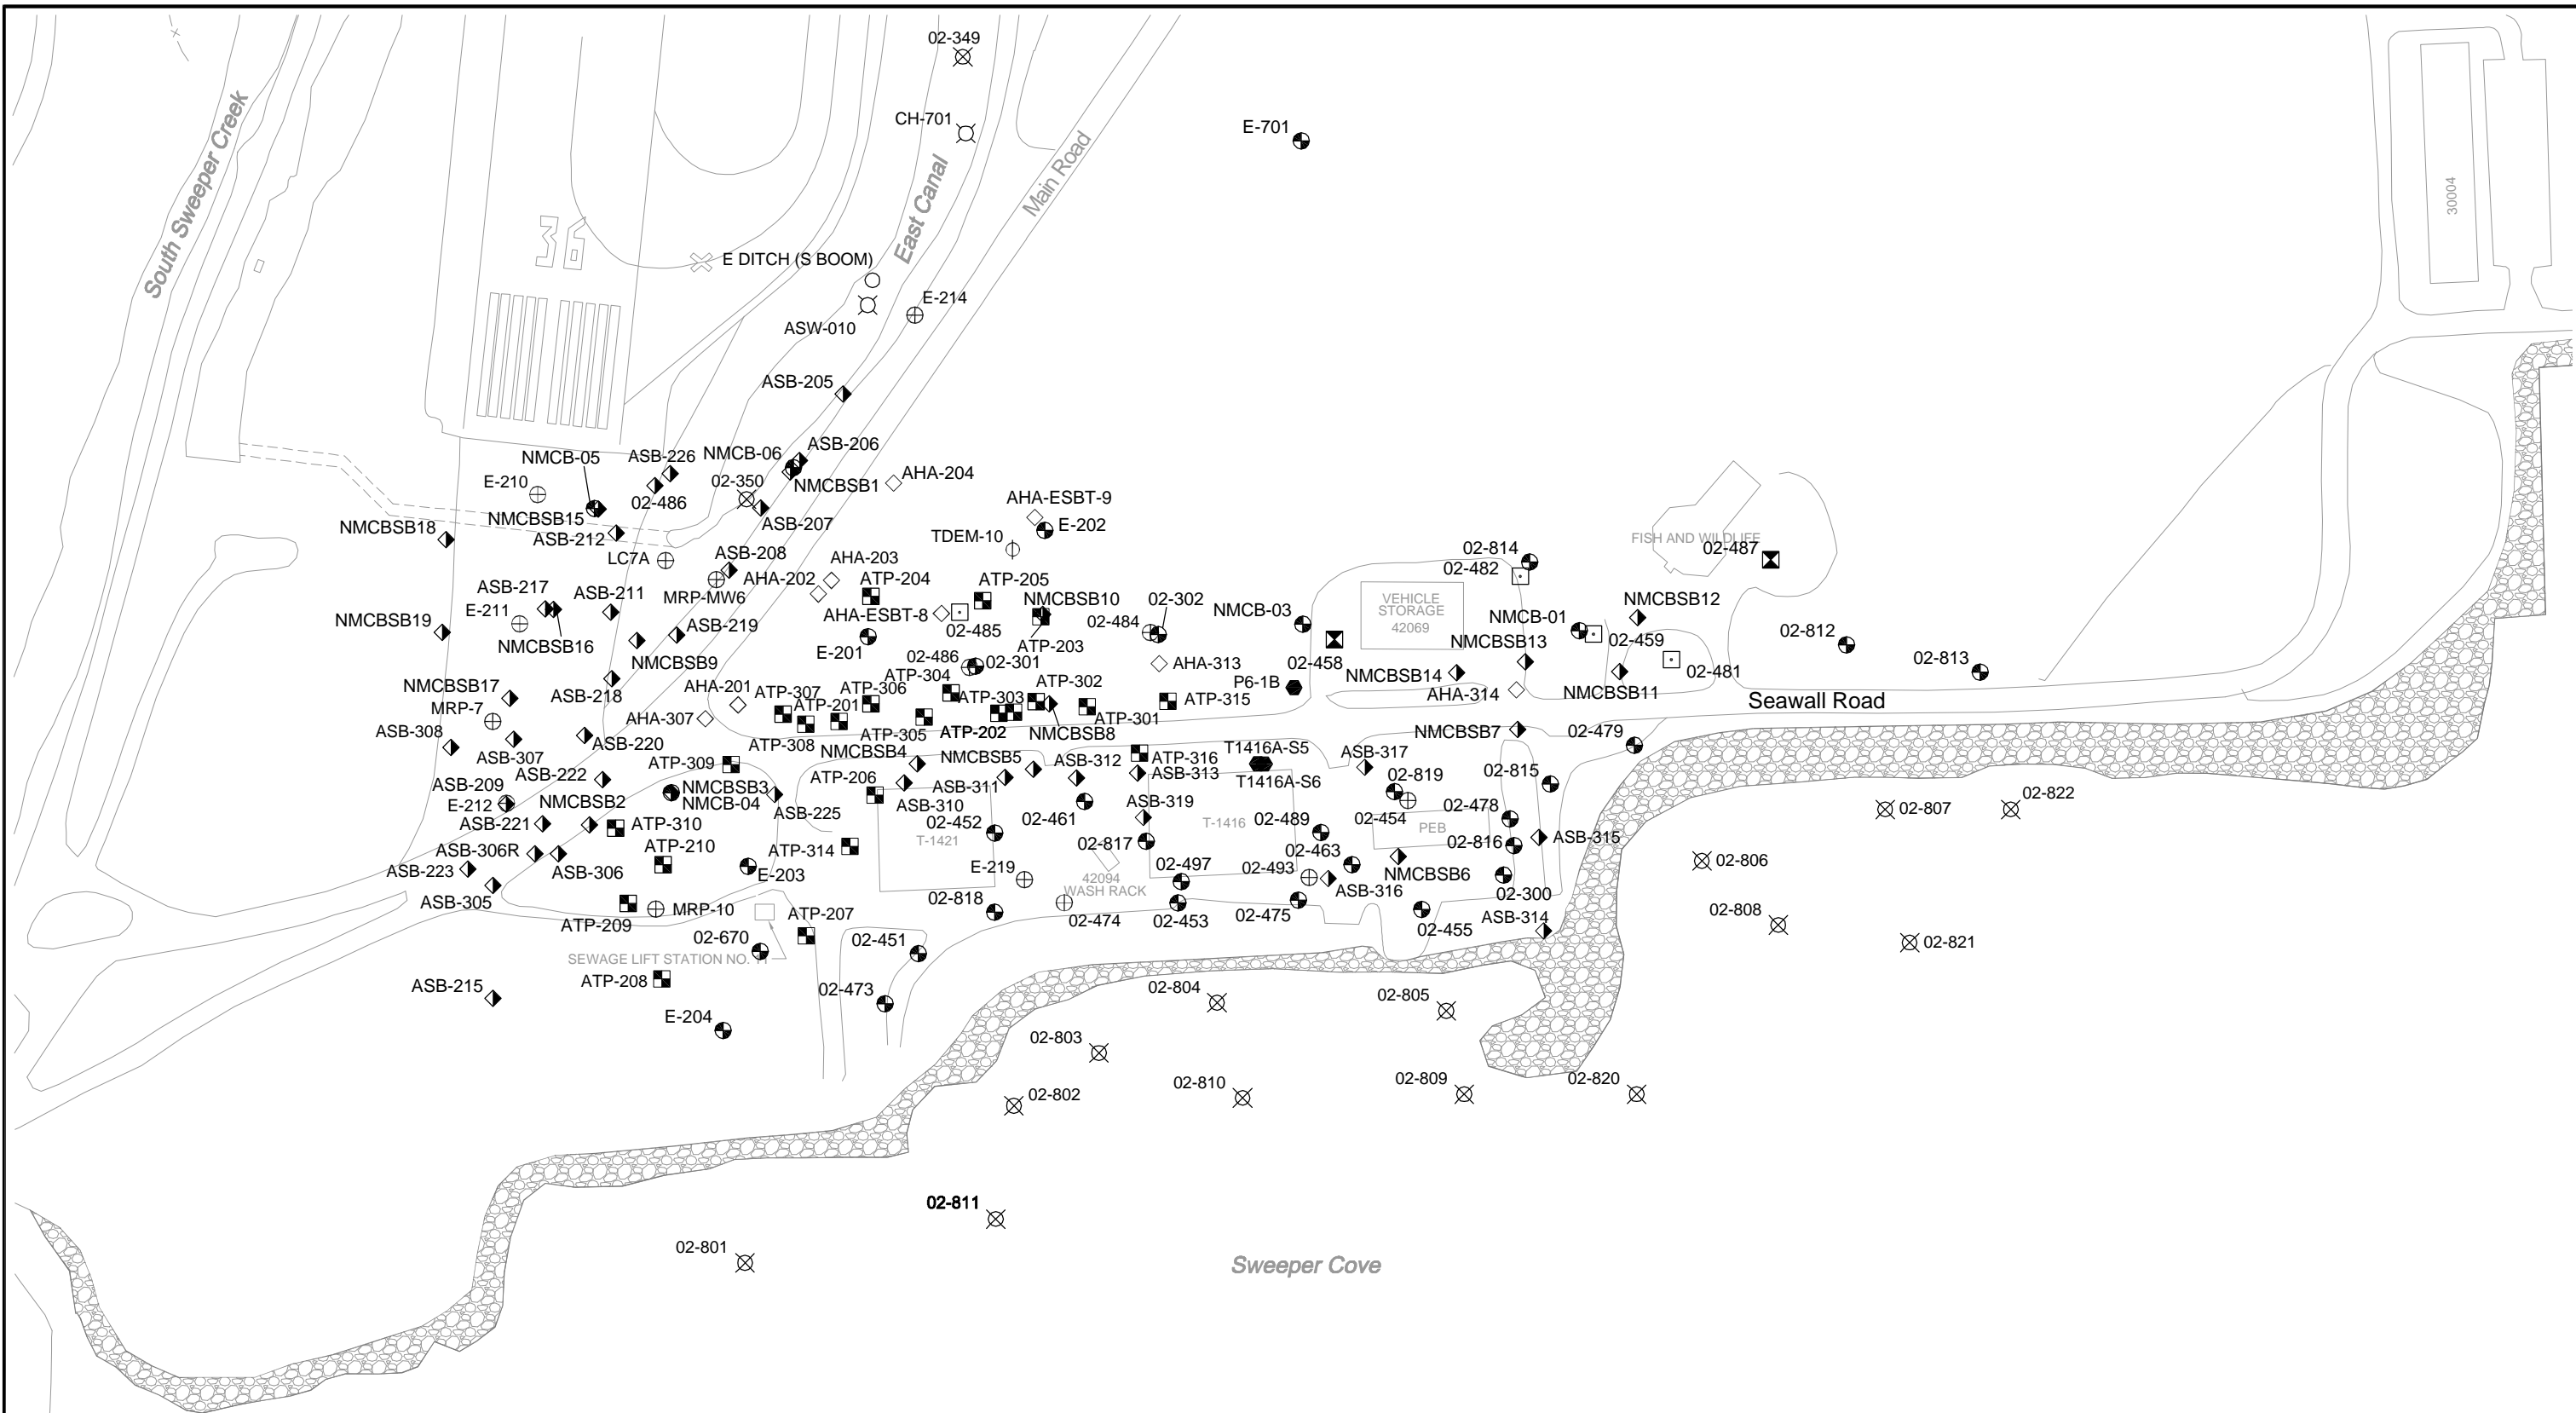 02-349
CH-701
E-701
South Sweeper Creek
East Canal
Main Road
30004
36
E DITCH (S BOOM)
E-214
ASW-010
ASB-205
NMCB-05
ASB-226
NMCB-06
ASB-206
E-210
02-350
NMCBSB1
AHA-204
02-486
AHA-ESBT-9
NMCBSB15
ASB-207
E-202
NMCBSB18
ASB-212
TDEM-10
FISH AND WILDLIFE
02-487
02-814
LC7A
ASB-208
AHA-203
02-482
ASB-217
ASB-211
AHA-202
ATP-204
ATP-205
MRP-MW6
NMCBSB10
02-302
VEHICLE
STORAGE
42069
NMCBSB12
E-211
AHA-ESBT-8
NMCB-03
NMCB-01
NMCBSB19
ASB-219
02-485
02-484
02-812
NMCBSB16
E-201
ATP-203
NMCBSB13
02-459
NMCBSB9
02-486
02-301
AHA-313
02-458
02-481
02-813
ATP-304
NMCBSB14
NMCBSB17
ASB-218
AHA-201
ATP-307
ATP-306
ATP-303
ATP-302
P6-1B
AHA-314
NMCBSB11
MRP-7
AHA-307
ATP-201
ATP-315
Seawall Road
ATP-301
ASB-308
ASB-220
ATP-308
ATP-305
ATP-202
NMCBSB8
NMCBSB7
02-479
ASB-307
NMCBSB4
NMCBSB5
T1416A-S5
ASB-317
ASB-222
ATP-309
ASB-312
ATP-316
ASB-209
ATP-206
ASB-311
ASB-313
T1416A-S6
02-819
02-815
E-212
NMCBSB2
NMCBSB3
NMCB-04
ASB-225
ASB-310
02-461
ASB-319
02-454
02-478
02-807
02-822
ASB-221
ATP-310
02-452
T-1421
T-1416
02-489
PEB
ASB-315
ATP-210
ATP-314
02-817
02-463
02-816
ASB-306R
ASB-223
ASB-306
E-203
E-219
42094
WASH RACK
02-497
02-493
NMCBSB6
02-806
ASB-305
MRP-10
ATP-207
02-818
02-474
02-453
02-475
ASB-316
02-300
ATP-209
02-455
ASB-314
02-808
02-670
02-451
02-821
SEWAGE LIFT STATION NO. 11
ASB-215
ATP-208
02-473
02-804
02-805
E-204
02-803
02-802
02-810
02-809
02-820
02-811
02-801
Sweeper Cove